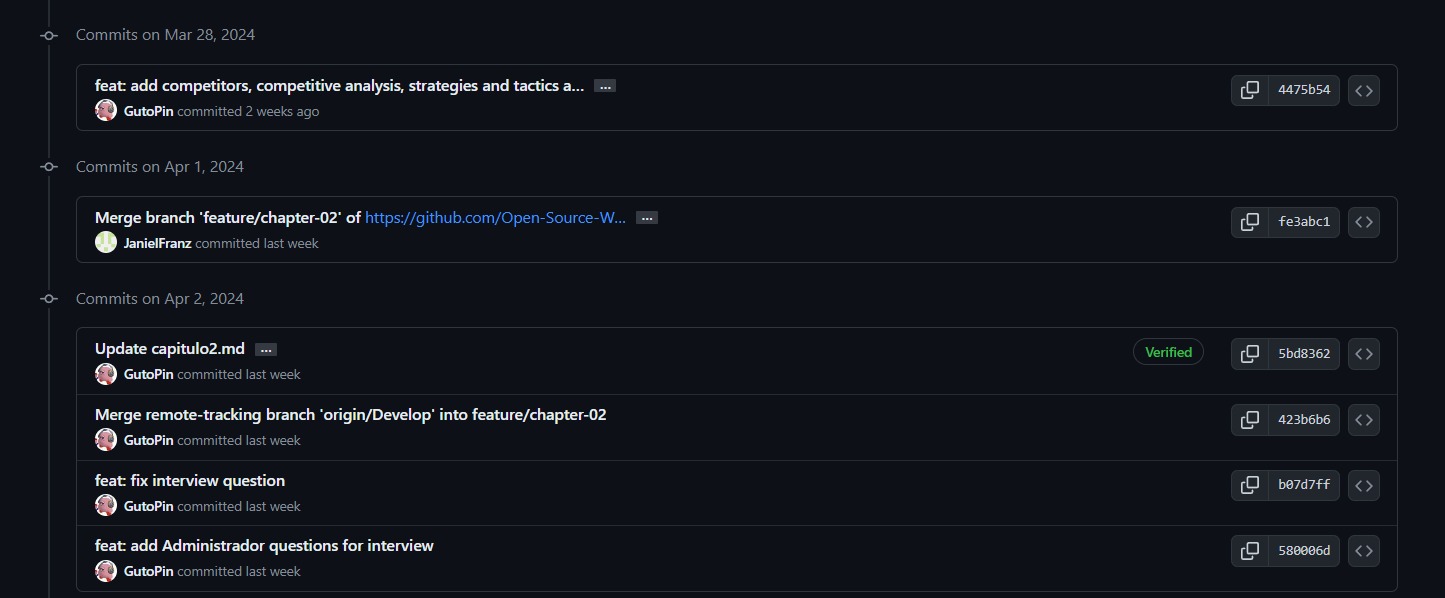 Commits on Mar 28, 2024
feat: add competitors, competitive analysis, strategies and tactics a... ...
GutoPin committed 2 weeks ago
4475b54
Commits on Apr 1, 2024
Merge branch 'feature/chapter-02' of https://github.com/Open-Source-W... ...
JanielFranz committed last week
fe3abc1
Commits on Apr 2, 2024
Update capitulo2.md ...
GutoPin committed last week
Verified
5bd8362
Merge remote-tracking branch 'origin/Develop' into feature/chapter-02
GutoPin committed last week
423b6b6
feat: fix interview question
GutoPin committed last week
b07d7ff
feat: add Administrador questions for interview
GutoPin committed last week
580006d